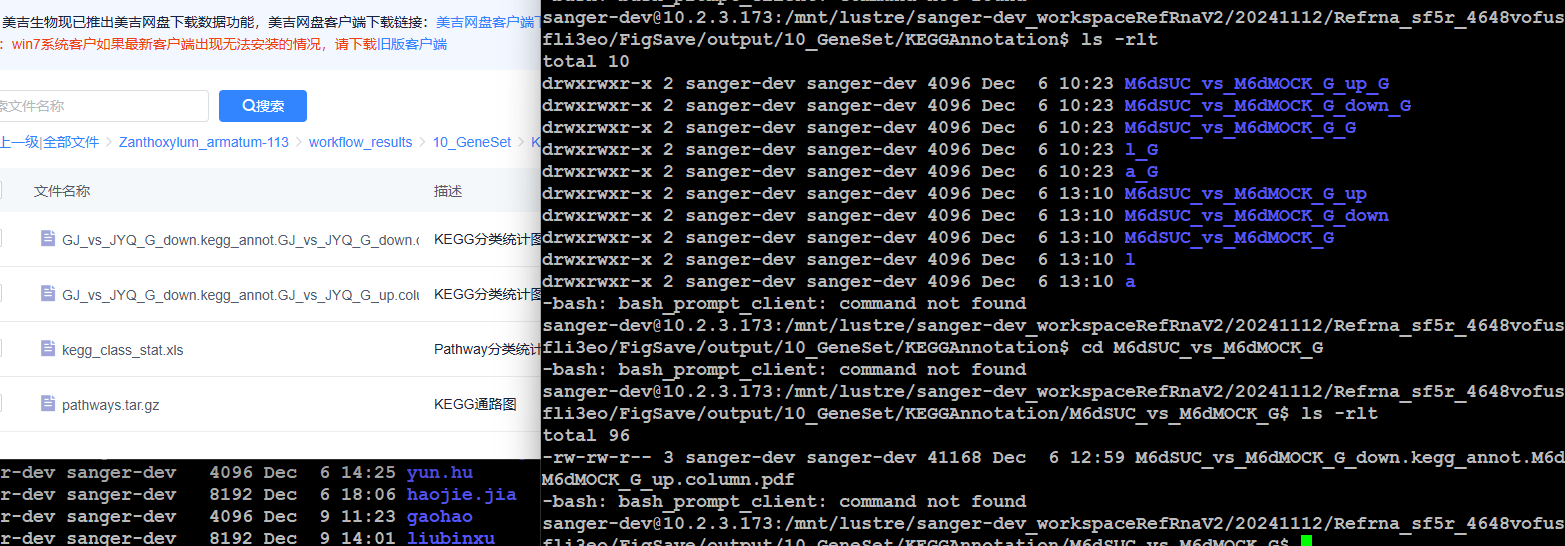 美吉生物现已推出美吉网盘下载数据功能，美吉网盘客户端下载链接：美吉网盘客户端下
：win7系统客户如果最新客户端出现无法安装的情况，请下载旧版客户端
索文件名称
搜索
上一级|全部文件 > Zanthoxylum_armatum-113 > workflow_results > 10_GeneSet > K
文件名称 描述
GJ_vs_JYQ_G_down.kegg_annot.GJ_vs_JYQ_G_down.c KEGG分类统计图
GJ_vs_JYQ_G_down.kegg_annot.GJ_vs_JYQ_G_up.colu KEGG分类统计图
kegg_class_stat.xls Pathway分类统计
pathways.tar.gz KEGG通路图
r-dev sanger-dev 4096 Dec 6 14:25 yun.hu
r-dev sanger-dev 8192 Dec 6 18:06 haojie.jia
r-dev sanger-dev 4096 Dec 9 11:23 gaohao
r-dev sanger-dev 8192 Dec 9 14:01 liubinxu
-bash: bash_prompt_client: command not found
sanger-dev@10.2.3.173:/mnt/lustre/sanger-dev_workspaceRefRnaV2/20241112/Refrna_sf5r_4648vofus
fli3eo/FigSave/output/10_GeneSet/KEGGAnnotation$ ls -rlt
total 10
drwxrwxr-x 2 sanger-dev sanger-dev 4096 Dec 6 10:23 M6dSUC_vs_M6dMOCK_G_up_G
drwxrwxr-x 2 sanger-dev sanger-dev 4096 Dec 6 10:23 M6dSUC_vs_M6dMOCK_G_down_G
drwxrwxr-x 2 sanger-dev sanger-dev 4096 Dec 6 10:23 M6dSUC_vs_M6dMOCK_G_G
drwxrwxr-x 2 sanger-dev sanger-dev 4096 Dec 6 10:23 l_G
drwxrwxr-x 2 sanger-dev sanger-dev 4096 Dec 6 10:23 a_G
drwxrwxr-x 2 sanger-dev sanger-dev 4096 Dec 6 13:10 M6dSUC_vs_M6dMOCK_G_up
drwxrwxr-x 2 sanger-dev sanger-dev 4096 Dec 6 13:10 M6dSUC_vs_M6dMOCK_G_down
drwxrwxr-x 2 sanger-dev sanger-dev 4096 Dec 6 13:10 M6dSUC_vs_M6dMOCK_G
drwxrwxr-x 2 sanger-dev sanger-dev 4096 Dec 6 13:10 l
drwxrwxr-x 2 sanger-dev sanger-dev 4096 Dec 6 13:10 a
-bash: bash_prompt_client: command not found
sanger-dev@10.2.3.173:/mnt/lustre/sanger-dev_workspaceRefRnaV2/20241112/Refrna_sf5r_4648vofus
fli3eo/FigSave/output/10_GeneSet/KEGGAnnotation$ cd M6dSUC_vs_M6dMOCK_G
-bash: bash_prompt_client: command not found
sanger-dev@10.2.3.173:/mnt/lustre/sanger-dev_workspaceRefRnaV2/20241112/Refrna_sf5r_4648vofus
fli3eo/FigSave/output/10_GeneSet/KEGGAnnotation/M6dSUC_vs_M6dMOCK_G$ ls -rlt
total 96
-rw-rw-r-- 3 sanger-dev sanger-dev 41168 Dec 6 12:59 M6dSUC_vs_M6dMOCK_G_down.kegg_annot.M6d
M6dMOCK_G_up.column.pdf
-bash: bash_prompt_client: command not found
sanger-dev@10.2.3.173:/mnt/lustre/sanger-dev_workspaceRefRnaV2/20241112/Refrna_sf5r_4648vofus
fli3eo/FigSave/output/10_GeneSet/KEGGAnnotation/M6dSUC_vs_M6dMOCK_G$